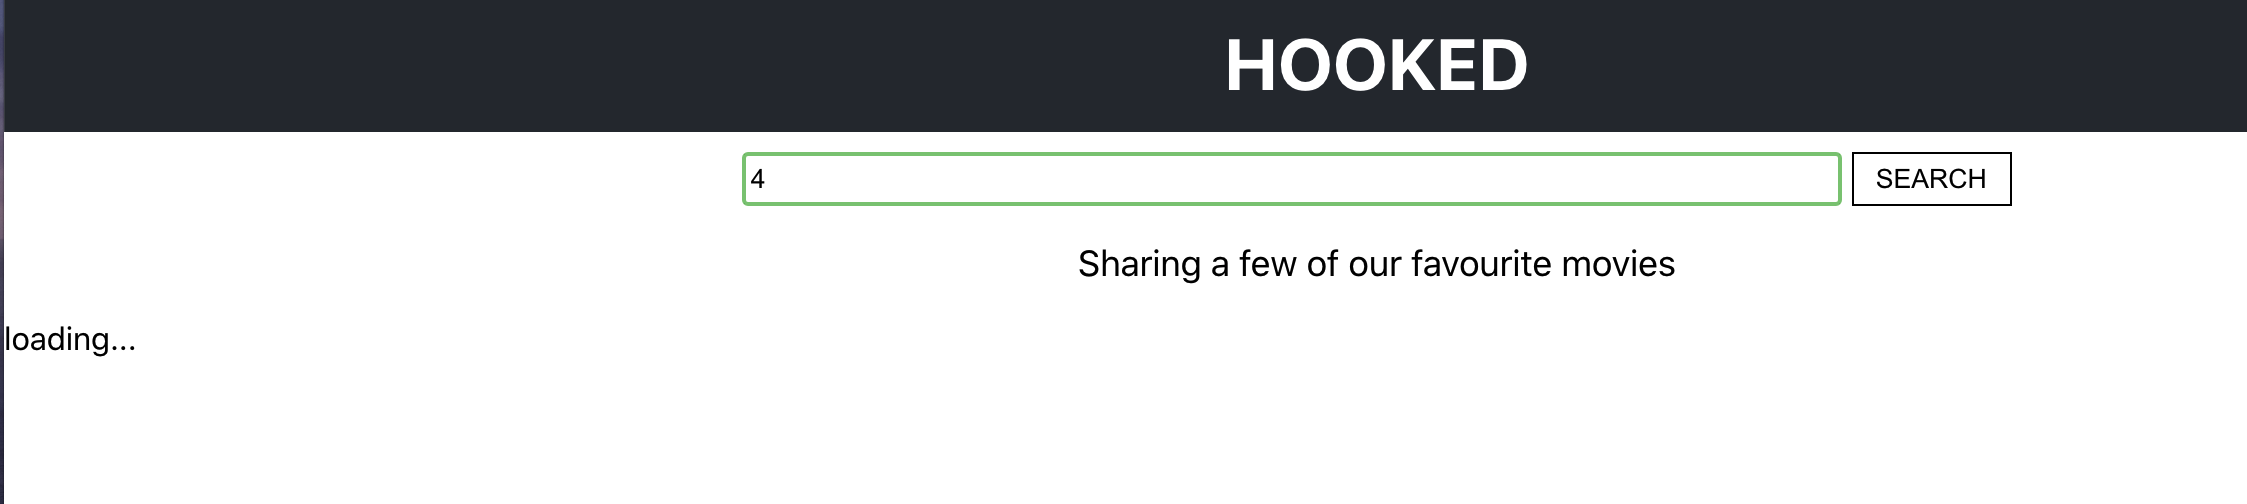 HOOKED
4
SEARCH
Sharing a few of our favourite movies
loading...